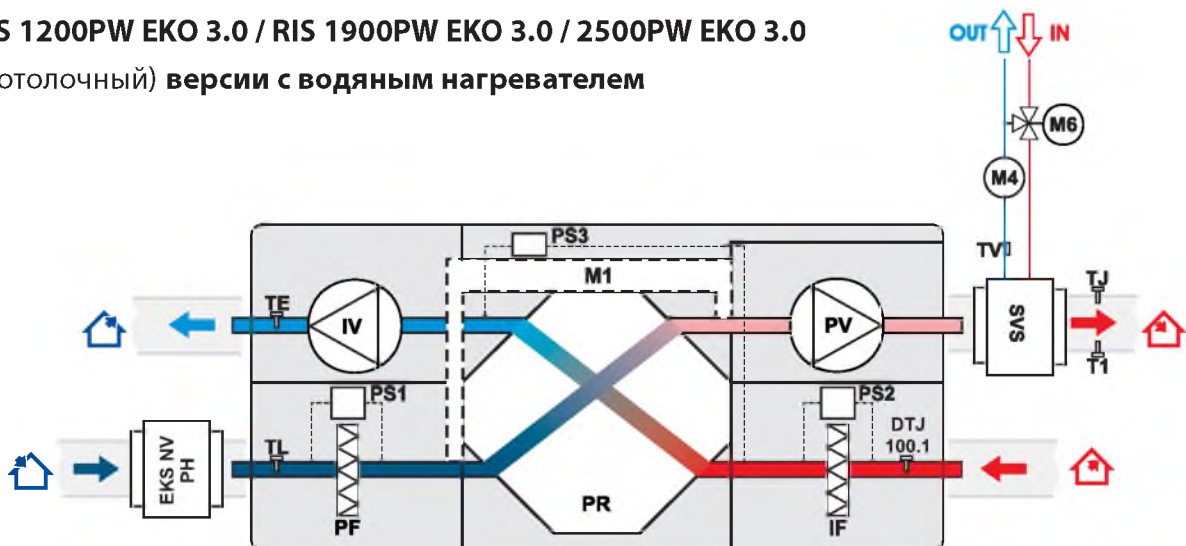 S 1200PW EKO 3.0 / RIS 1900PW EKO 3.0 / 2500PW EKO 3.0
отолочный) версии с водяным нагревателем
OUT IN
M6
M4
PS3
TV1
M1
TJ
TE
IV
PV
SVS
T1
PS1
PS2
DTJ
100.1
TL
EKS NV
PH
PR
PF
IF